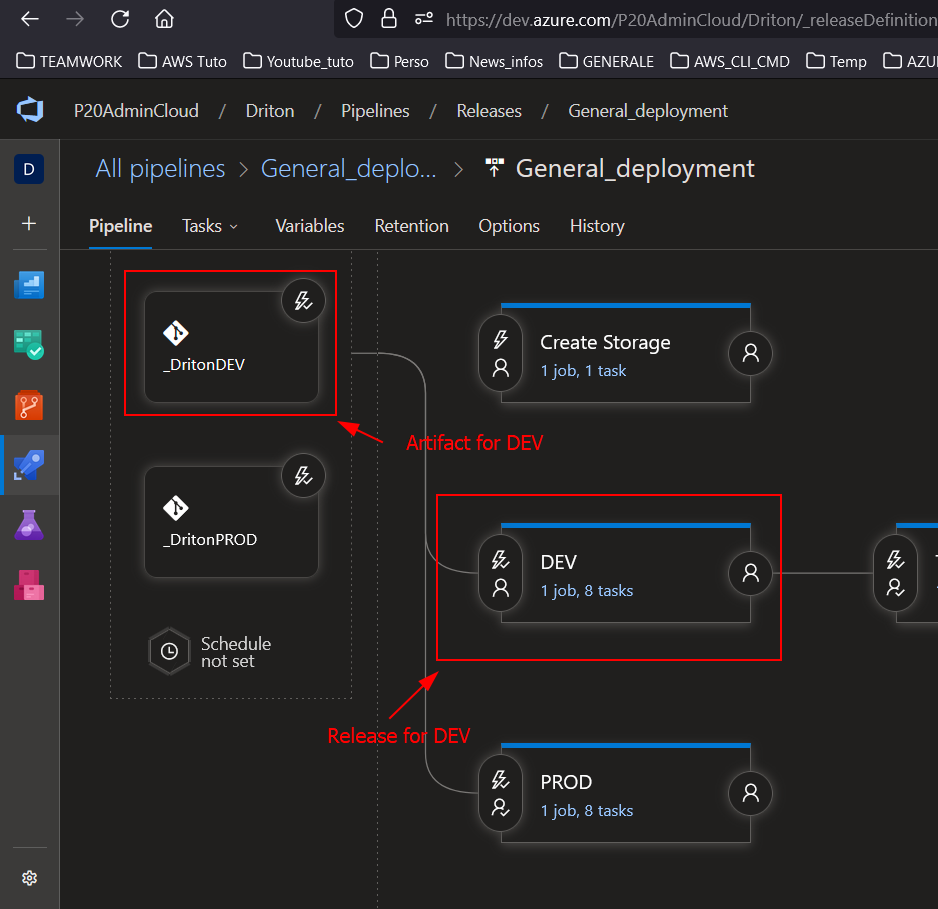 https://dev.azure.com/P20AdminCloud/Driton/_releaseDefinition
TEAMWORK AWS Tuto Youtube_tuto Perso News_infos GENERALE AWS_CLI_CMD Temp AZU
P20AdminCloud / Driton / Pipelines / Releases / General_deployment
D
All pipelines > General_deplo... > General_deployment
Pipeline Tasks Variables Retention Options History
_DritonDEV
Create Storage
1 job, 1 task
Artifact for DEV
_DritonPROD
DEV
1 job, 8 tasks
Schedule
not set
Release for DEV
PROD
1 job, 8 tasks